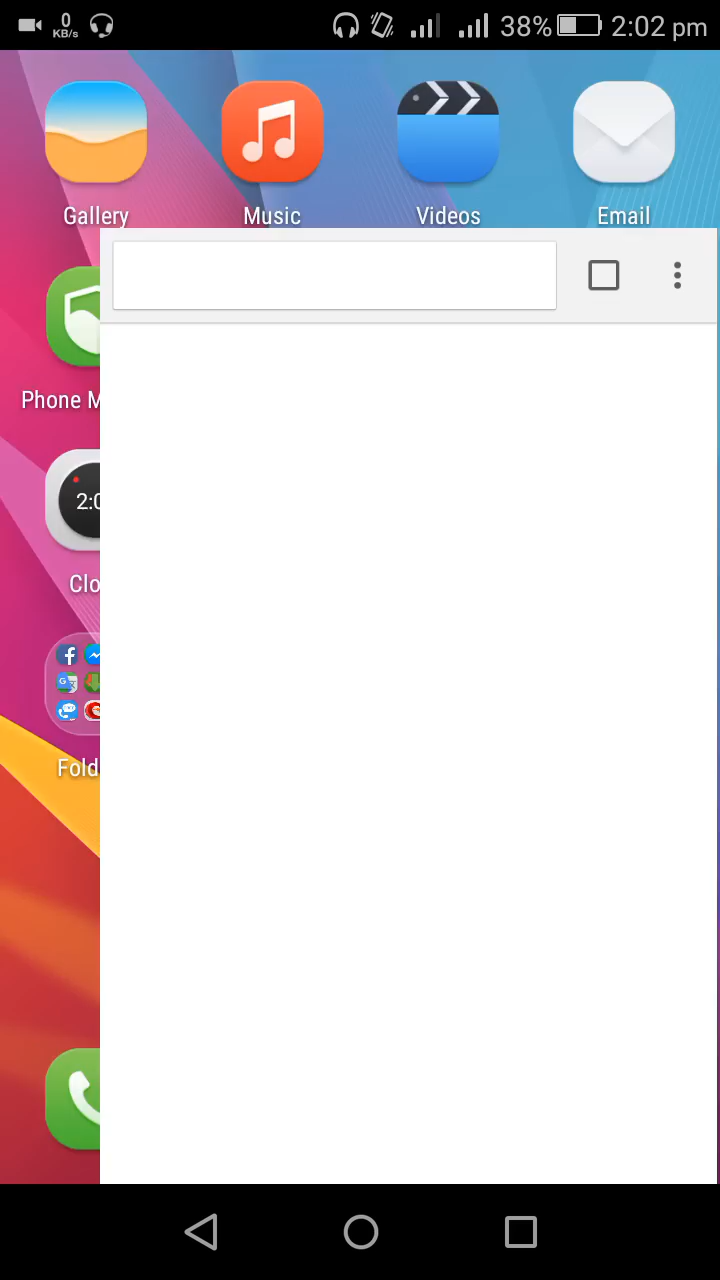 0
KB/s
38%
2:02 pm
Gallery
Music
Videos
Email
Phone M
2:0
Clo
Fold